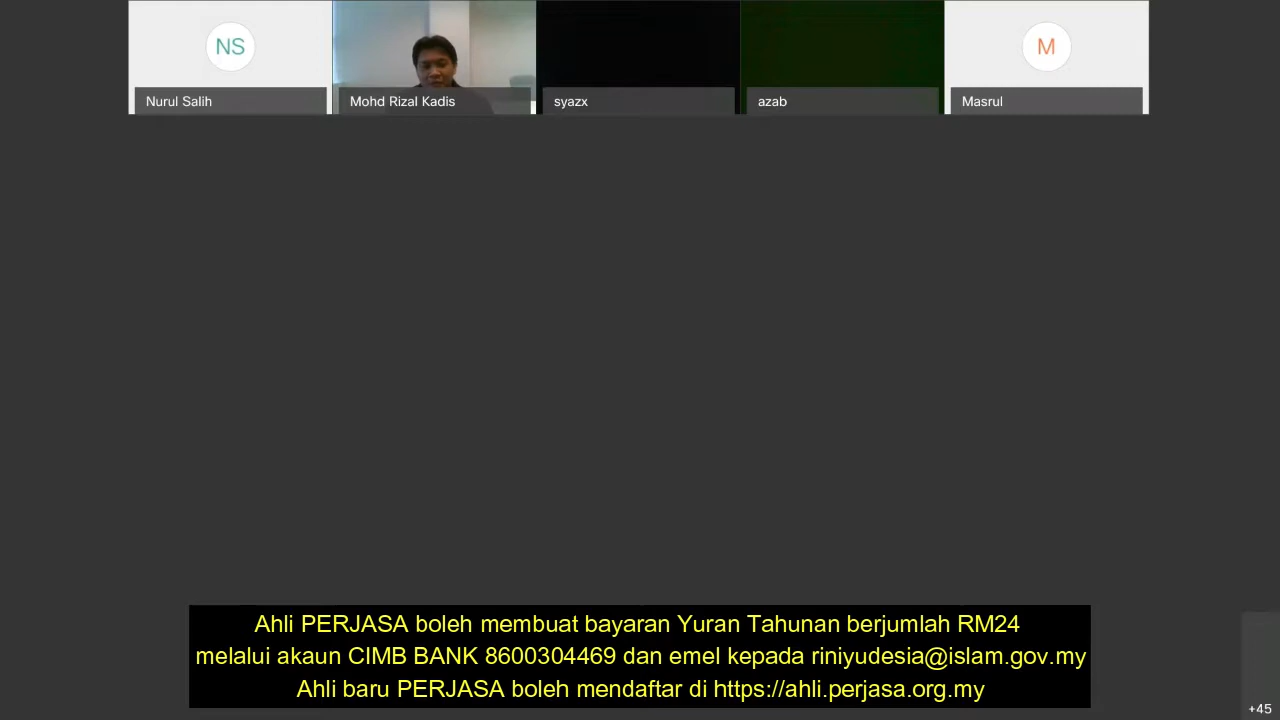 NS
M
Nurul Salih
Mohd Rizal Kadis
syazx
azab
Masrul
Ahli PERJASA boleh membuat bayaran Yuran Tahunan berjumlah RM24
melalui akaun CIMB BANK 8600304469 dan emel kepada riniyudesia@islam.gov.my
Ahli baru PERJASA boleh mendaftar di https://ahli.perjasa.org.my
+45